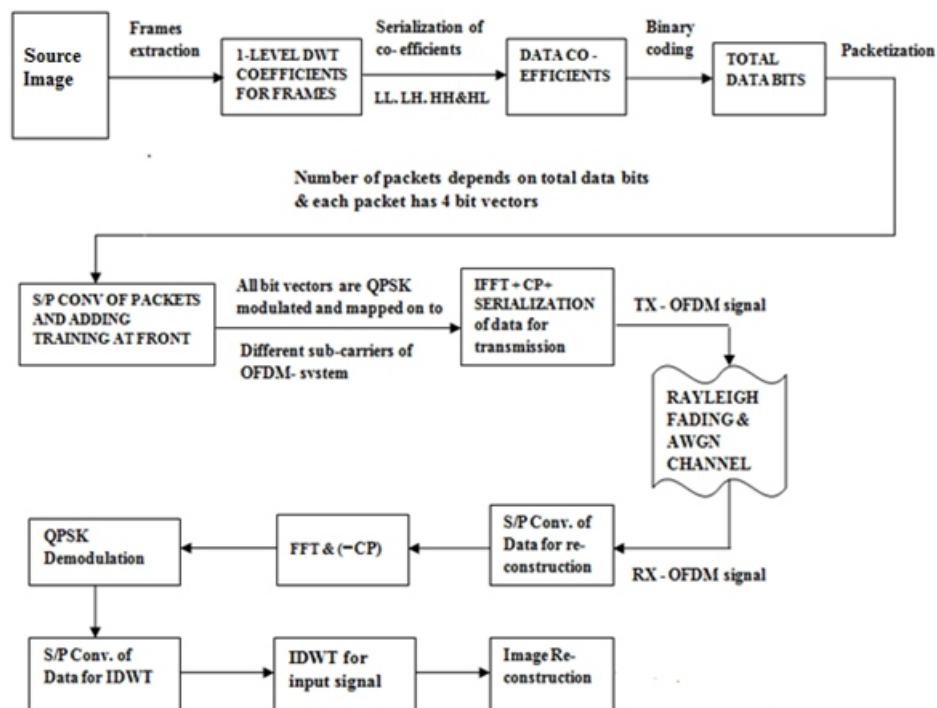 Source
Image
Frames
extraction
1-LEVEL DWT
COEFFICIENTS
FOR FRAMES
Serialization of
co- efficients
LL. LH. HH&HL
DATA CO -
EFFICIENTS
Binary
coding
TOTAL
DATA BITS
Packetization
Number of packets depends on total data bits
& each packet has 4 bit vectors
S/P CONV OF PACKETS
AND ADDING
TRAINING AT FRONT
All bit vectors are QPSK
modulated and mapped on to
Different sub-carriers of
OFDM- system
IFFT + CP+
SERIALIZATION
of data for
transmission
TX - OFDM signal
RAYLEIGH
FADING &
AWGN
CHANNEL
RX - OFDM signal
S/P Conv. of
Data for re-
construction
FFT & (−CP)
QPSK
Demodulation
S/P Conv. of
Data for IDWT
IDWT for
input signal
Image Re-
construction